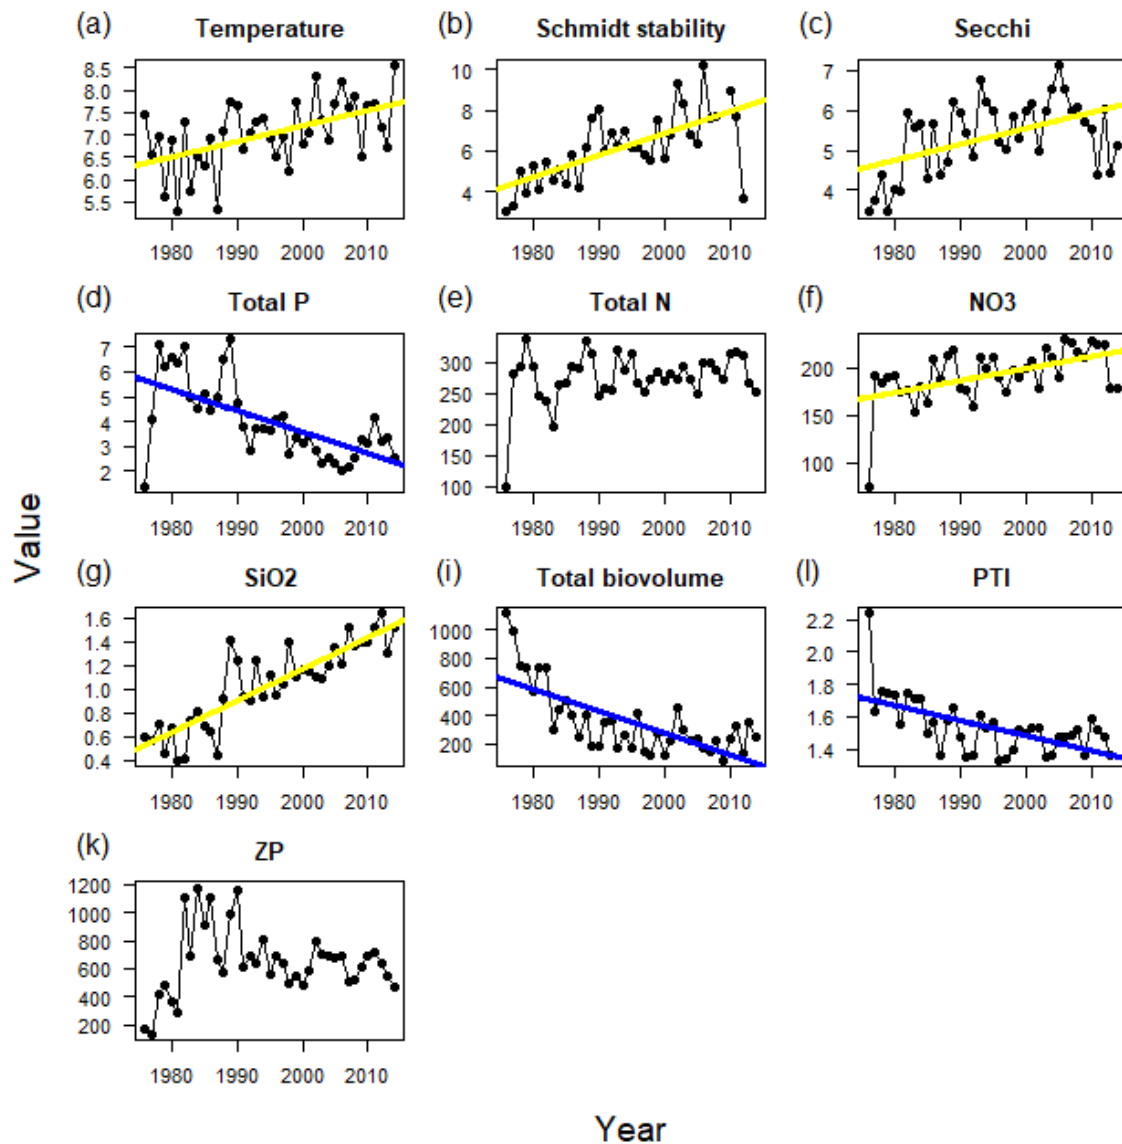 (a) Temperature
8.5
8.0
7.5
7.0
6.5
6.0
5.5
1980 1990 2000 2010
(b) Schmidt stability
10
8
6
4
1980 1990 2000 2010
(c) Secchi
7
6
5
4
1980 1990 2000 2010
(d) Total P
7
6
5
4
3
2
1980 1990 2000 2010
(e) Total N
300
250
200
150
100
1980 1990 2000 2010
(f) NO3
200
150
100
1980 1990 2000 2010
(g) SiO2
1.6
1.4
1.2
1.0
0.8
0.6
0.4
1980 1990 2000 2010
(i) Total biovolume
1000
800
600
400
200
1980 1990 2000 2010
(l) PTI
2.2
2.0
1.8
1.6
1.4
1980 1990 2000 2010
(k) ZP
1200
1000
800
600
400
200
1980 1990 2000 2010
Value
Year